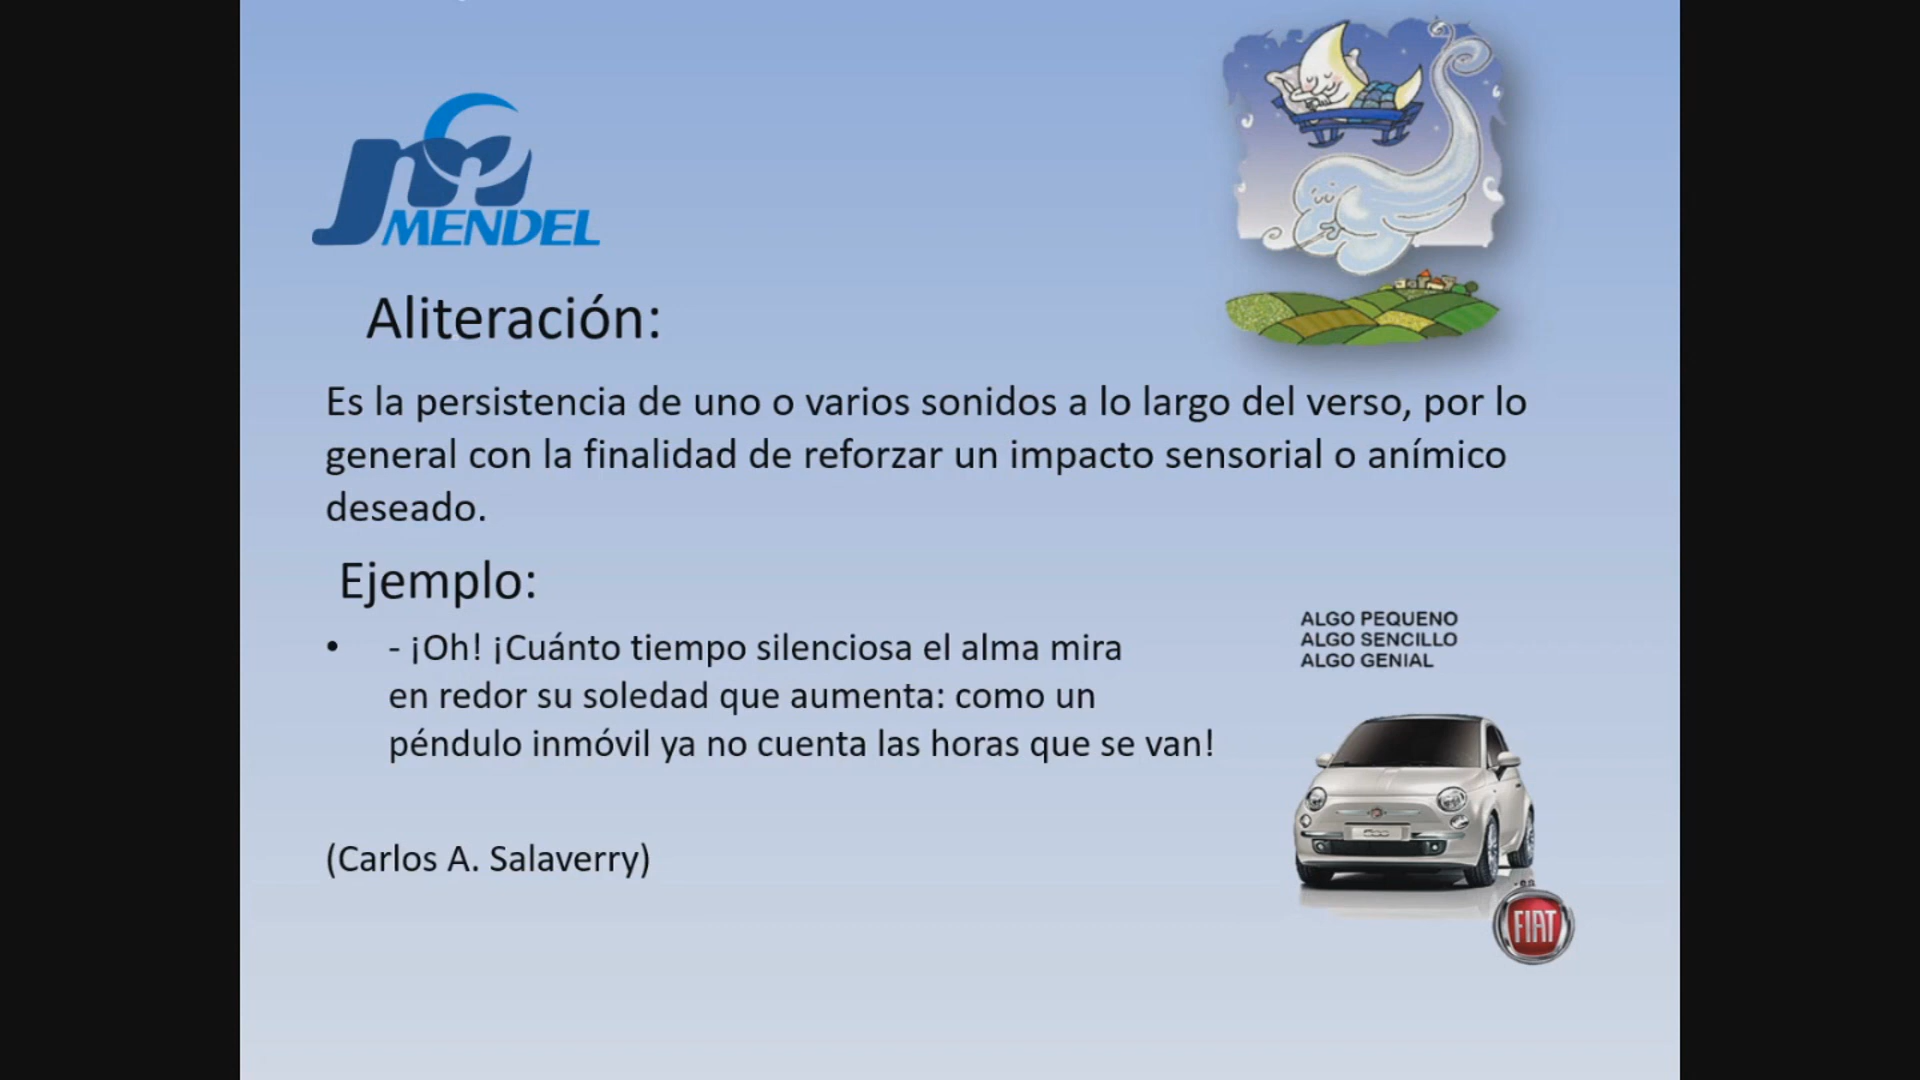 MENDEL
Aliteración:
Es la persistencia de uno o varios sonidos a lo largo del verso, por lo
general con la finalidad de reforzar un impacto sensorial o anímico
deseado.
Ejemplo:
• - ¡Oh! ¡Cuánto tiempo silenciosa el alma mira
en redor su soledad que aumenta: como un
péndulo inmóvil ya no cuenta las horas que se van!
(Carlos A. Salaverry)
ALGO PEQUENO
ALGO SENCILLO
ALGO GENIAL
500
FIAT